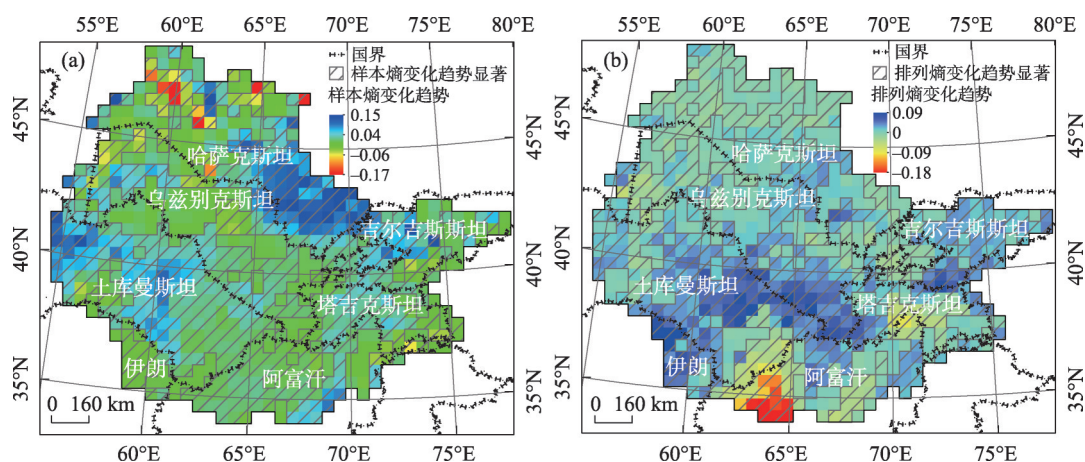 55°E 60°E 65°E 70°E 75°E 80°E
(a)
国界
样本熵变化趋势显著
样本熵变化趋势
0.15
0.04
−0.06
−0.17
45°N
40°N
35°N
哈萨克斯坦
乌兹别克斯坦
吉尔吉斯斯坦
土库曼斯坦
塔吉克斯坦
伊朗
阿富汗
0 160 km
45°N
40°N
35°N
60°E 65°E 70°E 75°E
55°E 60°E 65°E 70°E 75°E 80°E
(b)
国界
排列熵变化趋势显著
排列熵变化趋势
0.09
0
−0.09
−0.18
45°N
40°N
35°N
哈萨克斯坦
乌兹别克斯坦
吉尔吉斯斯坦
土库曼斯坦
塔吉克斯坦
伊朗
阿富汗
0 160 km
45°N
40°N
35°N
60°E 65°E 70°E 75°E